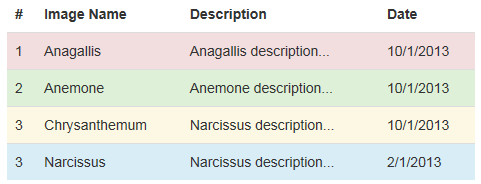 # Image Name Description Date
1 Anagallis Anagallis description... 10/1/2013
2 Anemone Anemone description... 10/1/2013
3 Chrysanthemum Narcissus description... 10/1/2013
3 Narcissus Narcissus description... 2/1/2013